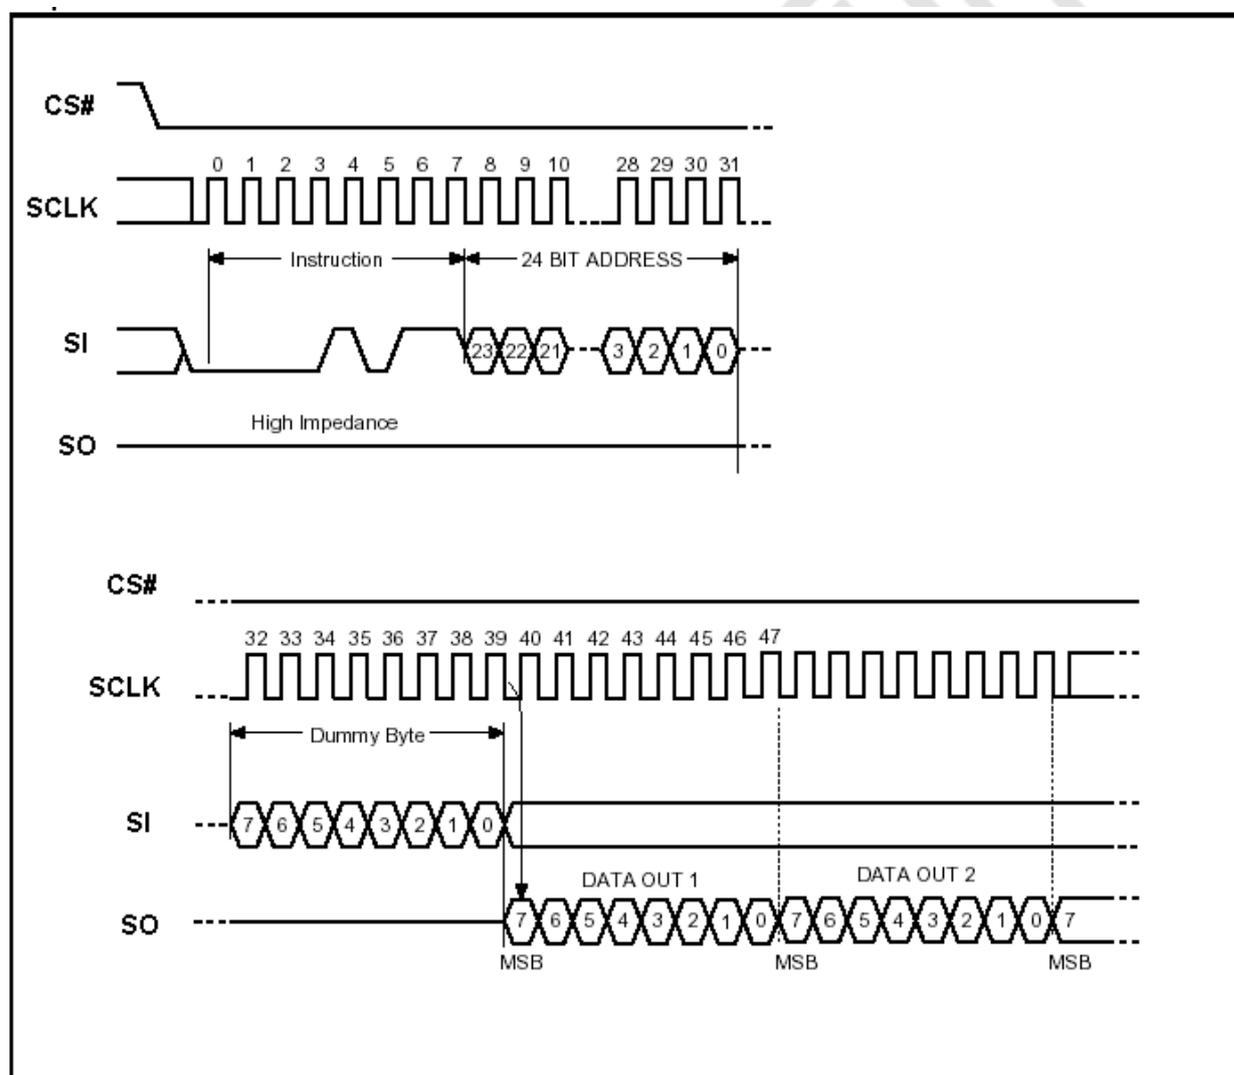 CS#
0 1 2 3 4 5 6 7 8 9 10 28 29 30 31
SCLK
Instruction 24 BIT ADDRESS
SI 23 22 21 3 2 1 0
High Impedance
SO
CS#
32 33 34 35 36 37 38 39 40 41 42 43 44 45 46 47
SCLK
Dummy Byte
SI 7 6 5 4 3 2 1 0
DATA OUT 1 DATA OUT 2
SO 7 6 5 4 3 2 1 0 7 6 5 4 3 2 1 0 7
MSB MSB MSB